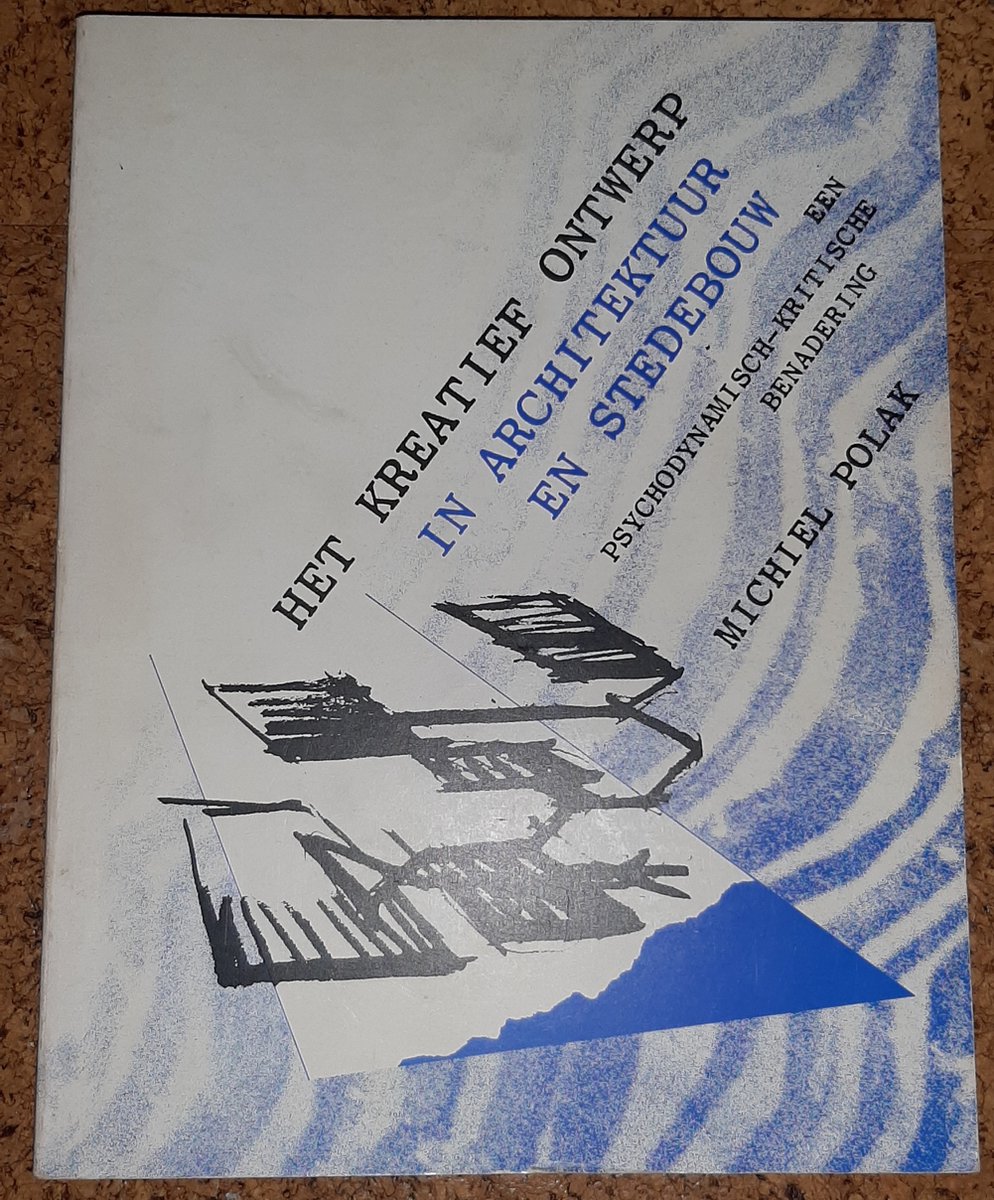 HET KREATIEF ONTWERP
IN ARCHITEKTUUR
EN STEDEBOUW
EEN
PSYCHODYNAMISCH-KRITISCHE
BENADERING
MICHIEL POLAK